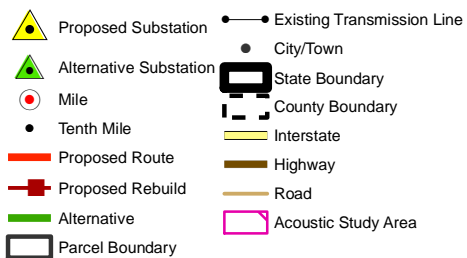 Proposed Substation
Alternative Substation
Mile
Tenth Mile
Proposed Route
Proposed Rebuild
Alternative
Parcel Boundary
Existing Transmission Line
City/Town
State Boundary
County Boundary
Interstate
Highway
Road
Acoustic Study Area